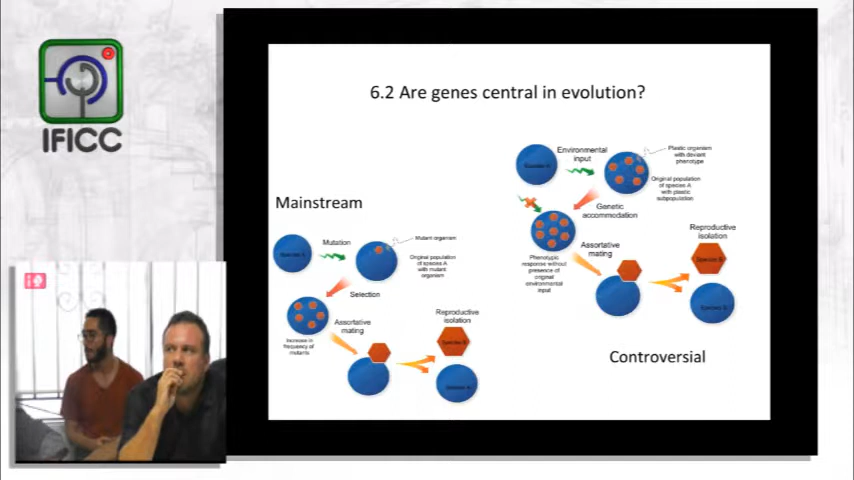 IFICC
6.2 Are genes central in evolution?
Mainstream
Species A
Mutation
Mutant organism
Original population
of species A
with mutant
organism
Selection
Increase in
frequency of
mutants
Assortative
mating
Reproductive
isolation
Species B
Species A
Environmental
input
Plastic organism
with deviant
phenotype
Original population
of species A
with plastic
subpopulation
Genetic
accommodation
Phenotypic
response without
presence of
original
environmental
input
Assortative
mating
Reproductive
isolation
Species B
Controversial